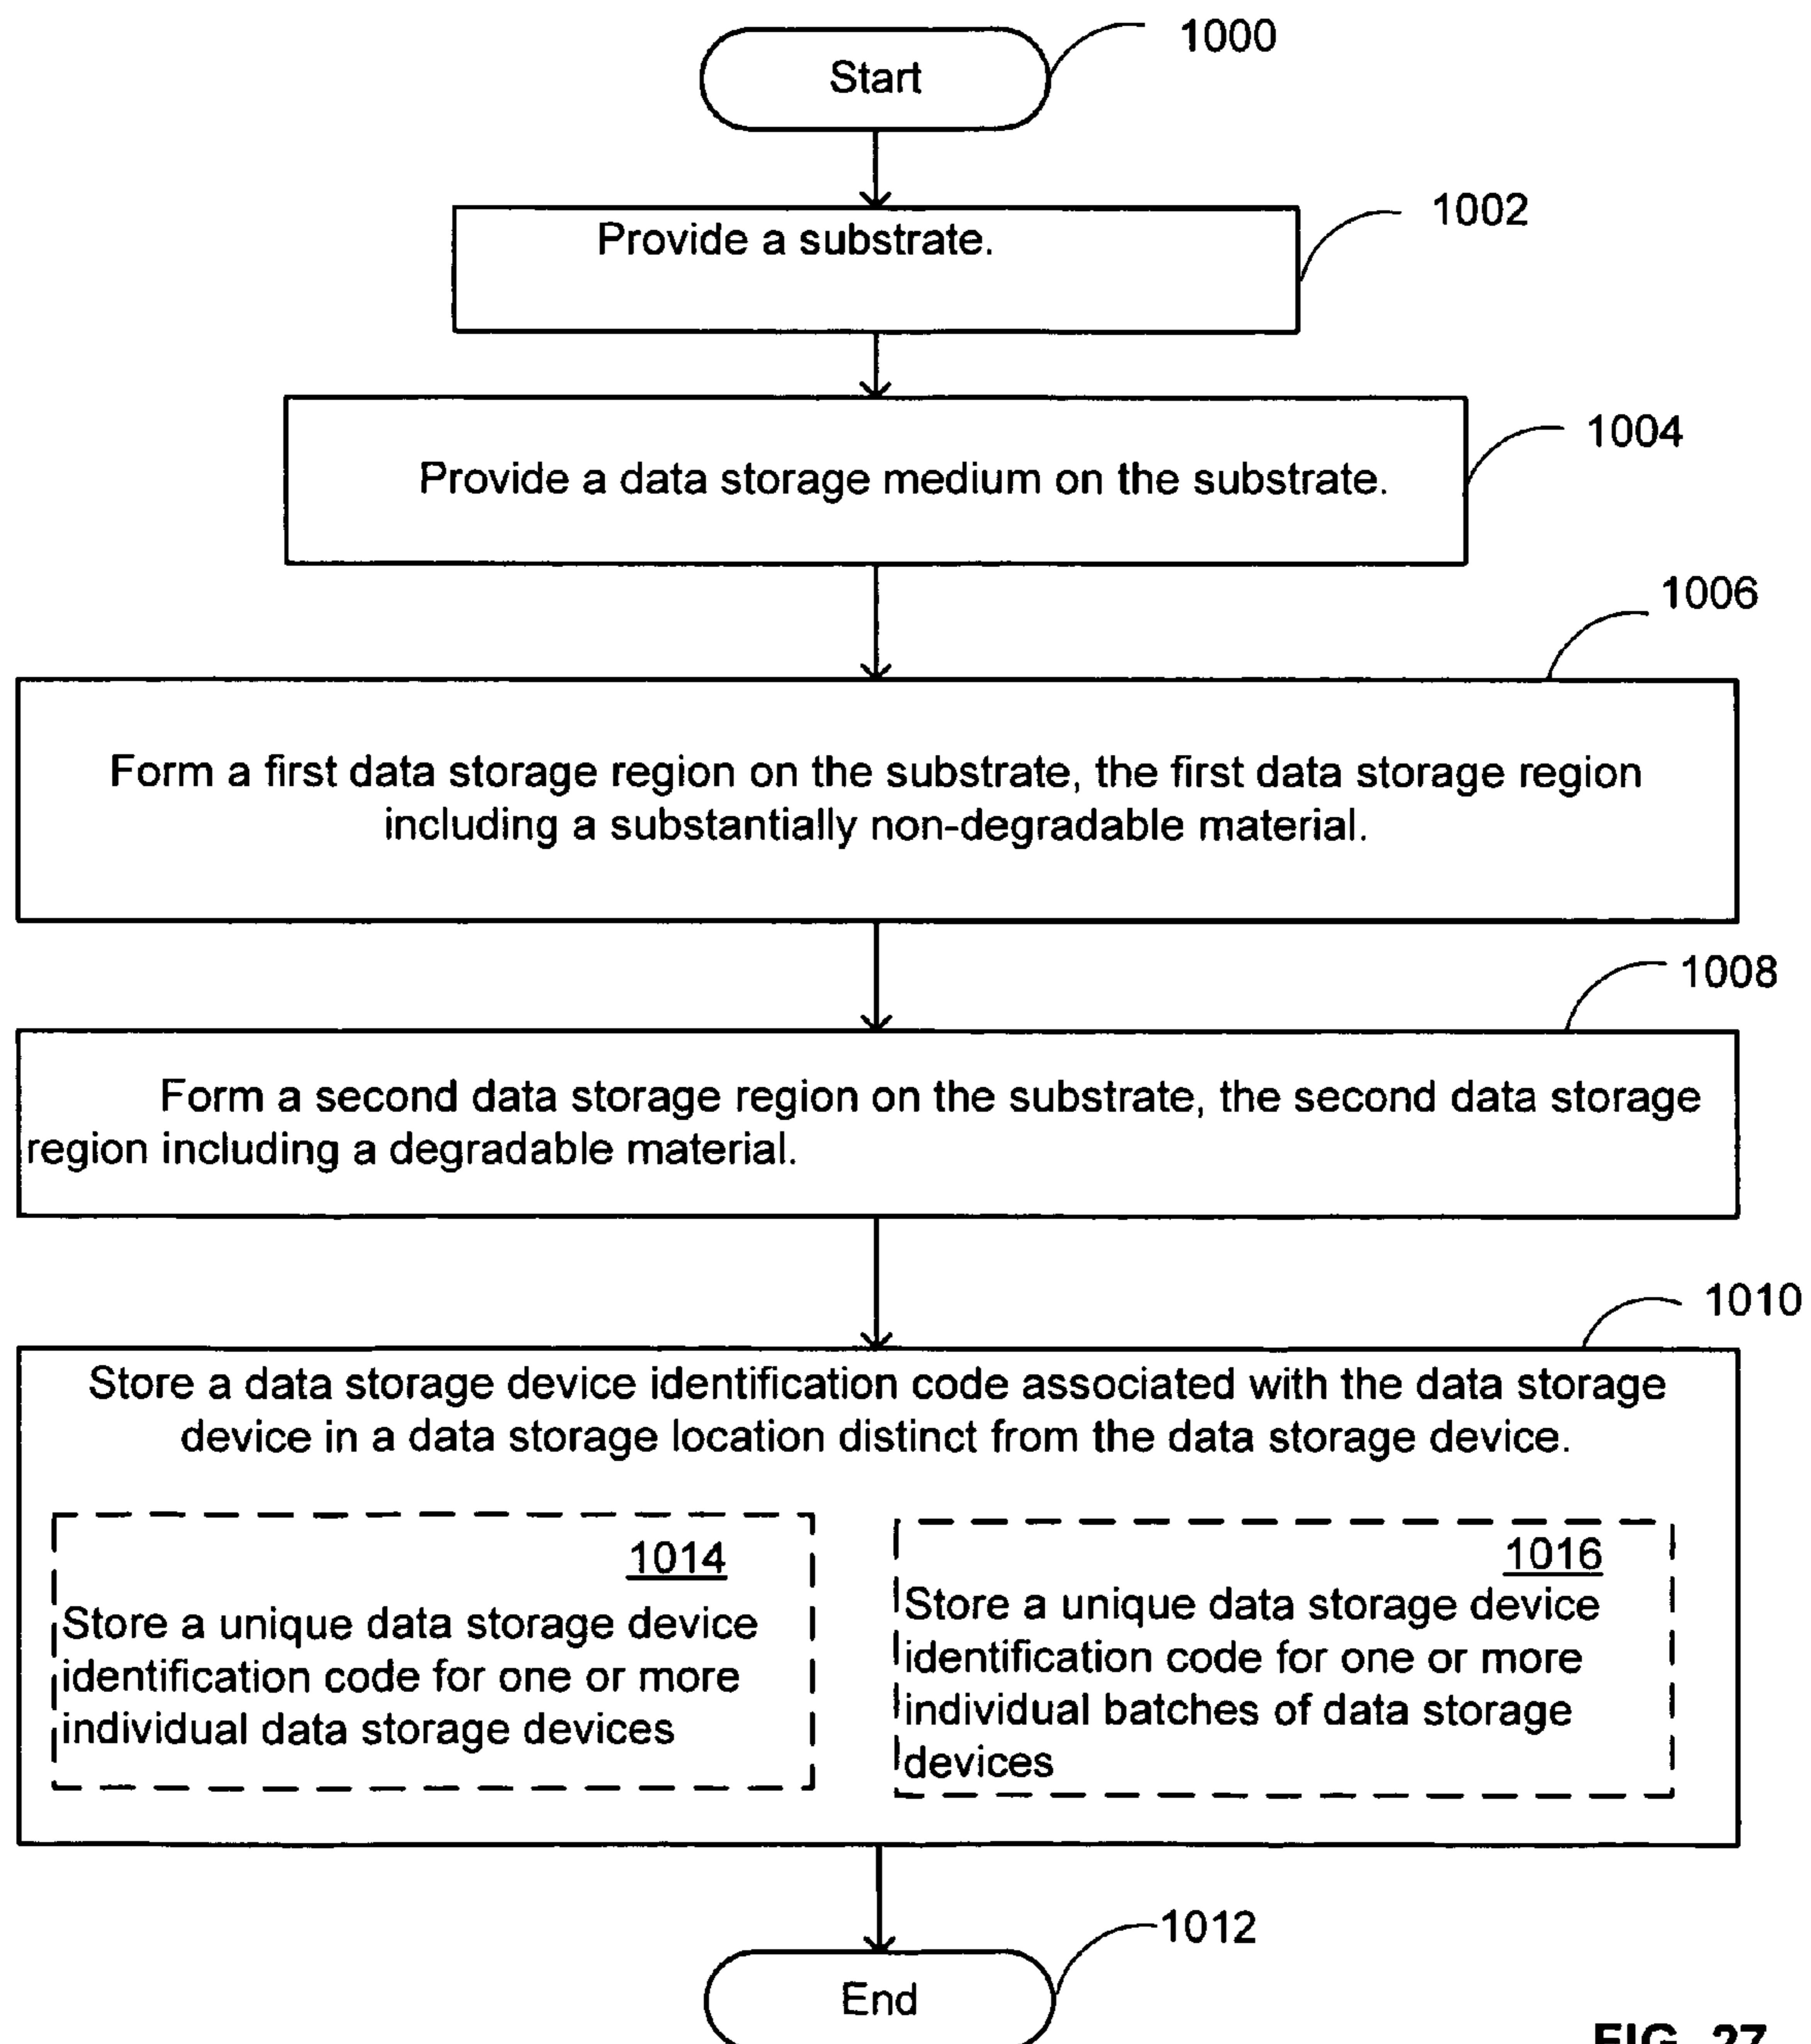 Start
1000
Provide a substrate.
1002
Provide a data storage medium on the substrate.
1004
1006
Form a first data storage region on the substrate, the first data storage region
including a substantially non-degradable material.
1008
Form a second data storage region on the substrate, the second data storage
region including a degradable material.
1010
Store a data storage device identification code associated with the data storage
device in a data storage location distinct from the data storage device.
1014
Store a unique data storage device
identification code for one or more
individual data storage devices
1016
Store a unique data storage device
identification code for one or more
individual batches of data storage
devices
1012
End
FIG. 27